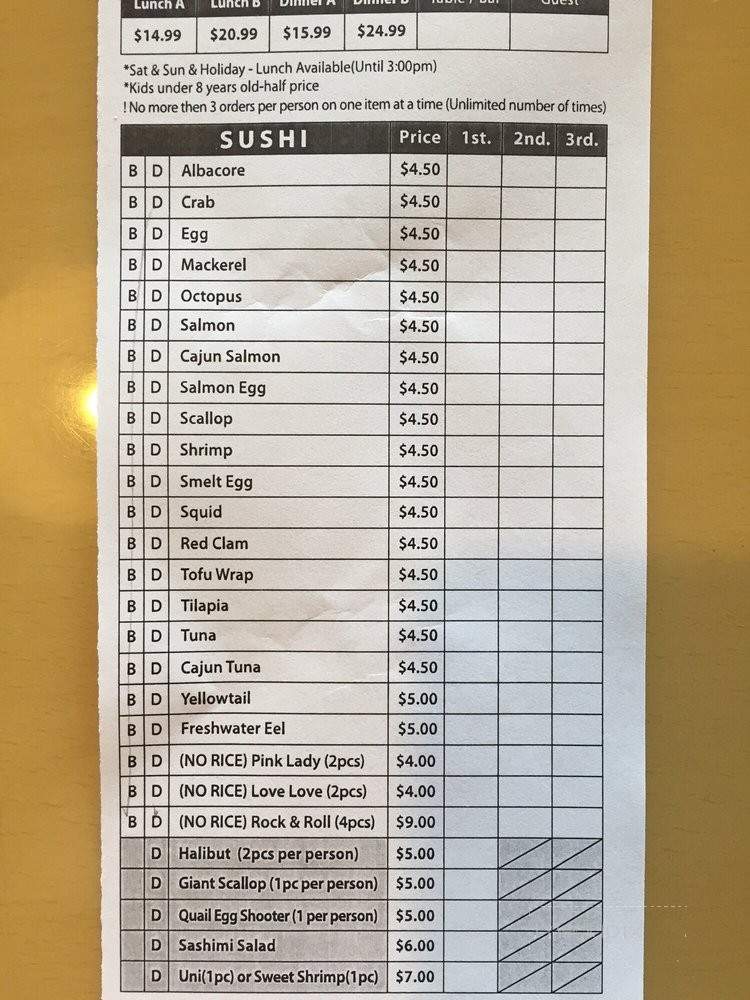 Lunch A Lunch B Dinner A Dinner B Table / Bar Guest
$14.99 $20.99 $15.99 $24.99
*Sat & Sun & Holiday - Lunch Available(Until 3:00pm)
*Kids under 8 years old-half price
! No more then 3 orders per person on one item at a time (Unlimited number of times)
SUSHI Price 1st. 2nd. 3rd.
B D Albacore $4.50
B D Crab $4.50
B D Egg $4.50
B D Mackerel $4.50
B D Octopus $4.50
B D Salmon $4.50
B D Cajun Salmon $4.50
B D Salmon Egg $4.50
B D Scallop $4.50
B D Shrimp $4.50
B D Smelt Egg $4.50
B D Squid $4.50
B D Red Clam $4.50
B D Tofu Wrap $4.50
B D Tilapia $4.50
B D Tuna $4.50
B D Cajun Tuna $4.50
B D Yellowtail $5.00
B D Freshwater Eel $5.00
B D (NO RICE) Pink Lady (2pcs) $4.00
B D (NO RICE) Love Love (2pcs) $4.00
B D (NO RICE) Rock & Roll (4pcs) $9.00
D Halibut (2pcs per person) $5.00
D Giant Scallop (1pc per person) $5.00
D Quail Egg Shooter (1 per person) $5.00
D Sashimi Salad $6.00
D Uni(1pc) or Sweet Shrimp(1pc) $7.00